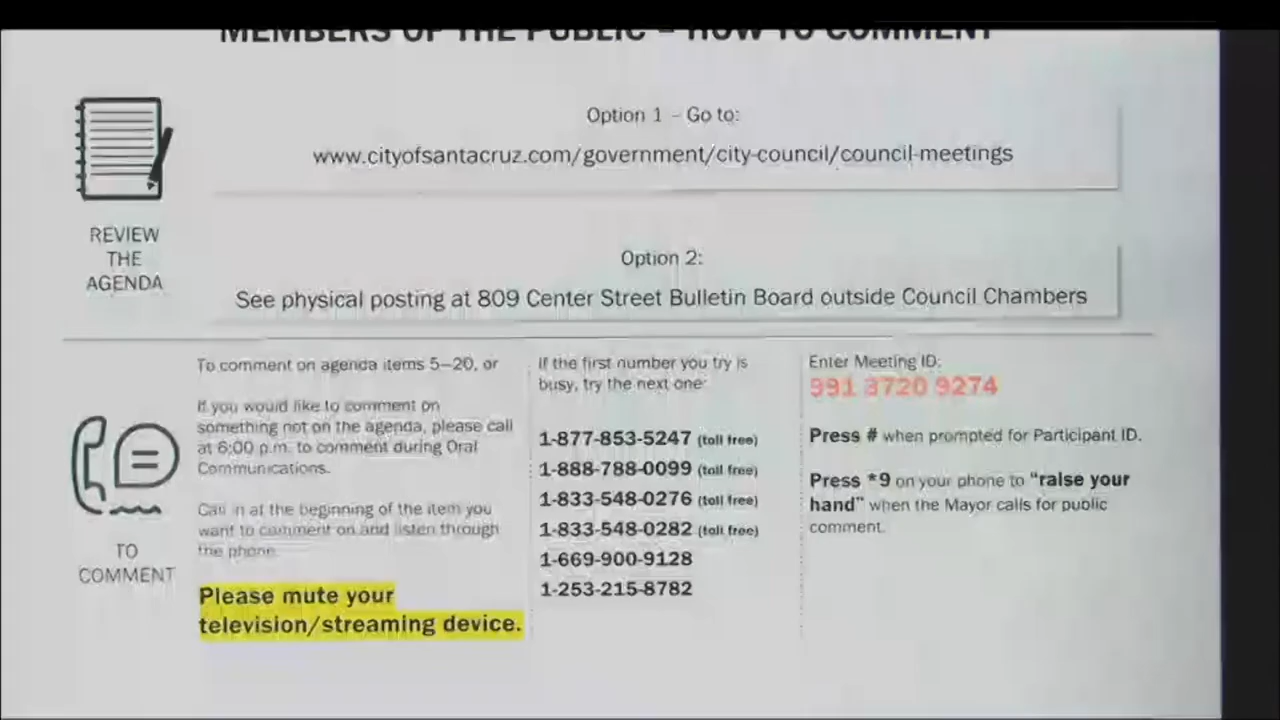 MEMBERS OF THE PUBLIC – HOW TO COMMENT
REVIEW
THE
AGENDA
Option 1 – Go to:
www.cityofsantacruz.com/government/city-council/council-meetings
Option 2:
See physical posting at 809 Center Street Bulletin Board outside Council Chambers
TO
COMMENT
To comment on agenda items 5–20, or
If you would like to comment on
something not on the agenda, please call
at 6:00 p.m. to comment during Oral
Communications.
Call in at the beginning of the item you
want to comment on and listen through
the phone.
Please mute your
television/streaming device.
If the first number you try is
busy, try the next one:
1-877-853-5247 (toll free)
1-888-788-0099 (toll free)
1-833-548-0276 (toll free)
1-833-548-0282 (toll free)
1-669-900-9128
1-253-215-8782
Enter Meeting ID:
991 3720 9274
Press # when prompted for Participant ID.
Press *9 on your phone to “raise your
hand” when the Mayor calls for public
comment.